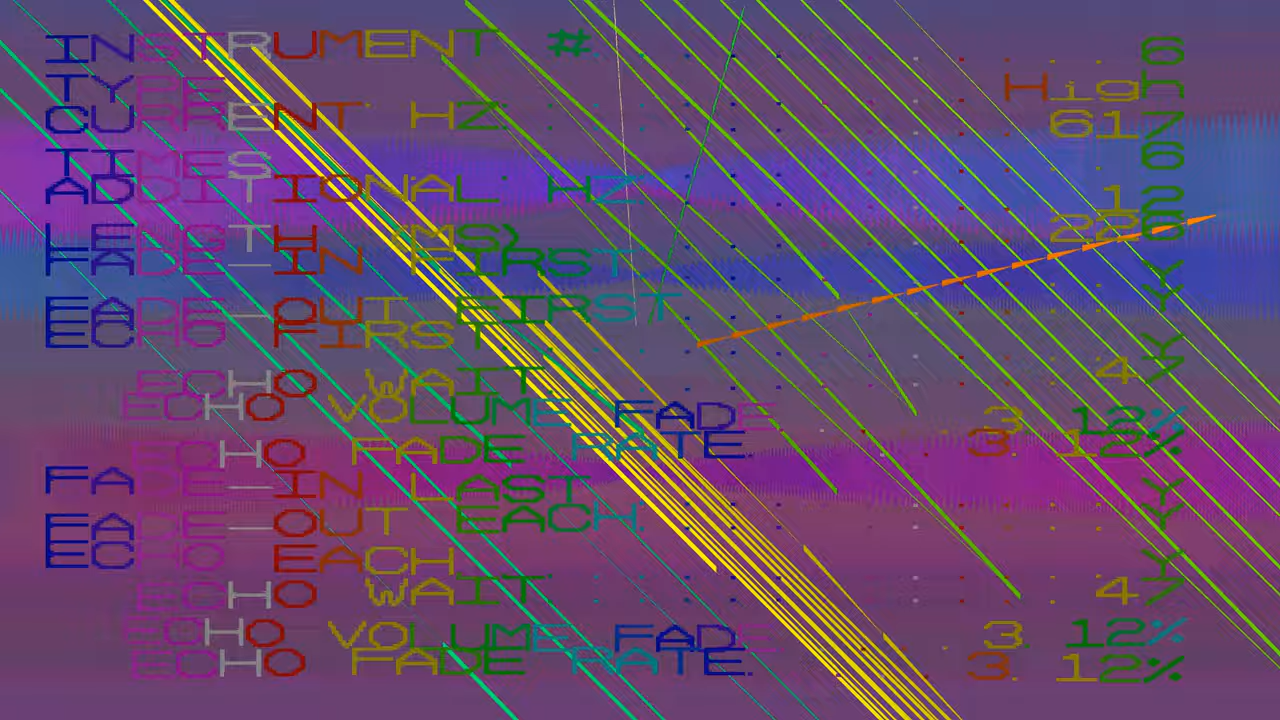 INSTRUMENT # . . . . . . . . . . . . 6
TYPE . . . . . . . . . . . . High
CURRENT HZ. . . . . . . . . . . . 617
TIMES . . . . . . . . . . . . 6
ADDITIONAL HZ . . . . . . . . . . . . 12
LENGTH (MS) . . . . . . . . . . . . 226
FADE-IN FIRST . . . . . . . . . . . . Y
FADE-OUT FIRST . . . . . . . . . . . . Y
ECHO FIRST . . . . . . . . . . . . Y
ECHO WAIT . . . . . . . . . . . . 47
ECHO VOLUME FADE . . . . . 3. 12%
ECHO FADE RATE. . . . . . 3. 12%
FADE-IN LAST . . . . . . . . . . . . Y
FADE-OUT EACH. . . . . . . . . . . . Y
ECHO EACH . . . . . . . . . . . . Y
ECHO WAIT . . . . . . . . . . . . 47
ECHO VOLUME FADE . . . . . 3. 12%
ECHO FADE RATE. . . . . . 3. 12%